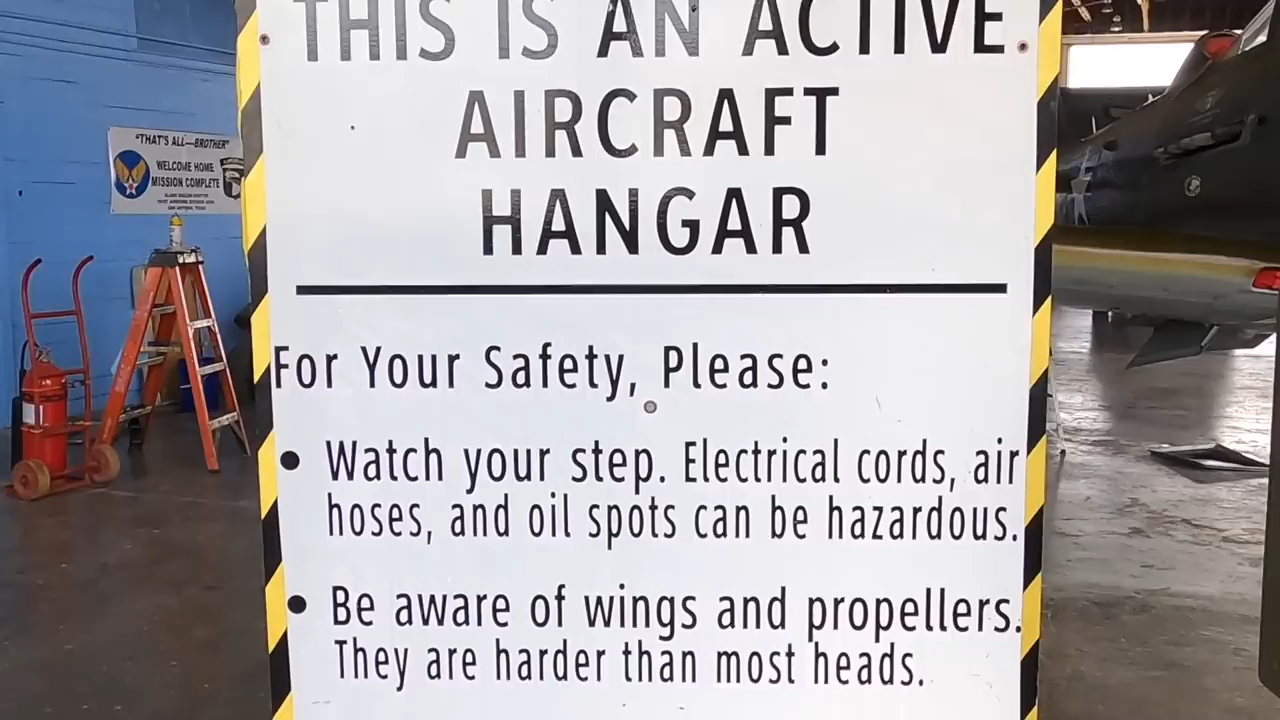 THIS IS AN ACTIVE
AIRCRAFT
HANGAR
"THAT'S ALL—BROTHER"
WELCOME HOME
MISSION COMPLETE
For Your Safety, Please:
• Watch your step. Electrical cords, air
hoses, and oil spots can be hazardous.
• Be aware of wings and propellers.
They are harder than most heads.